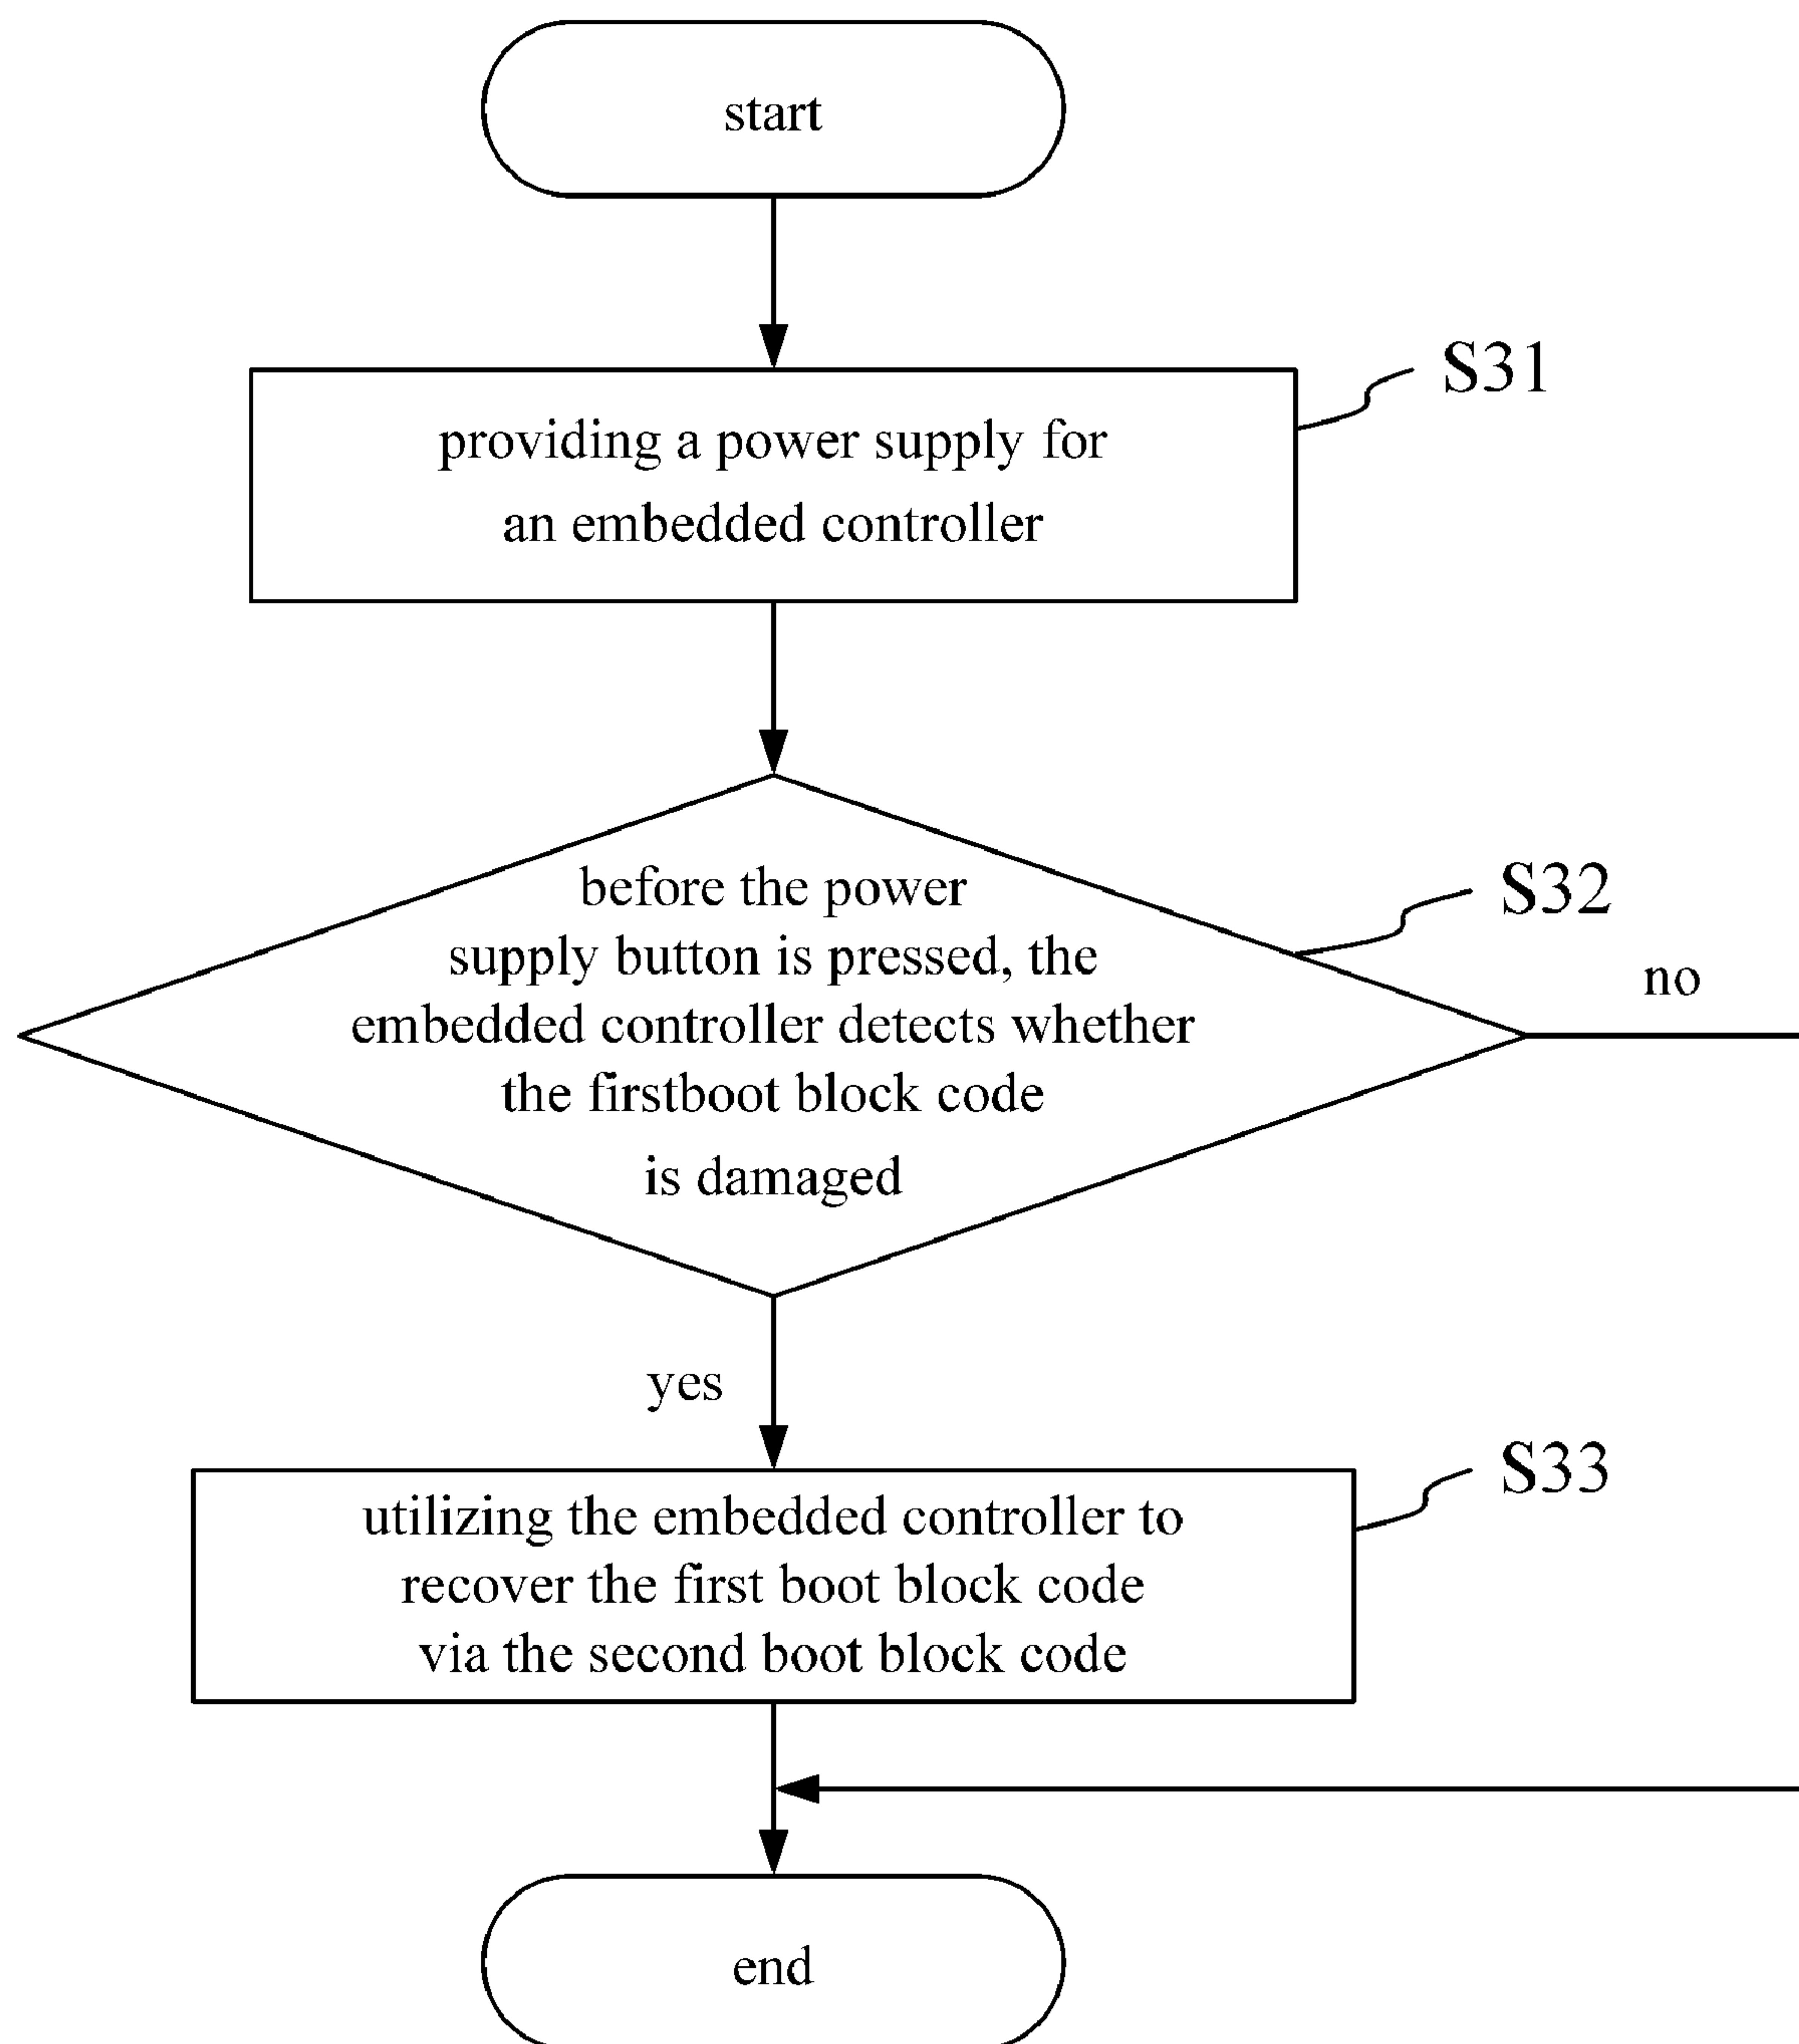 start
S31
providing a power supply for
an embedded controller
S32
before the power
supply button is pressed, the
embedded controller detects whether
the firstboot block code
is damaged
no
yes
S33
utilizing the embedded controller to
recover the first boot block code
via the second boot block code
end